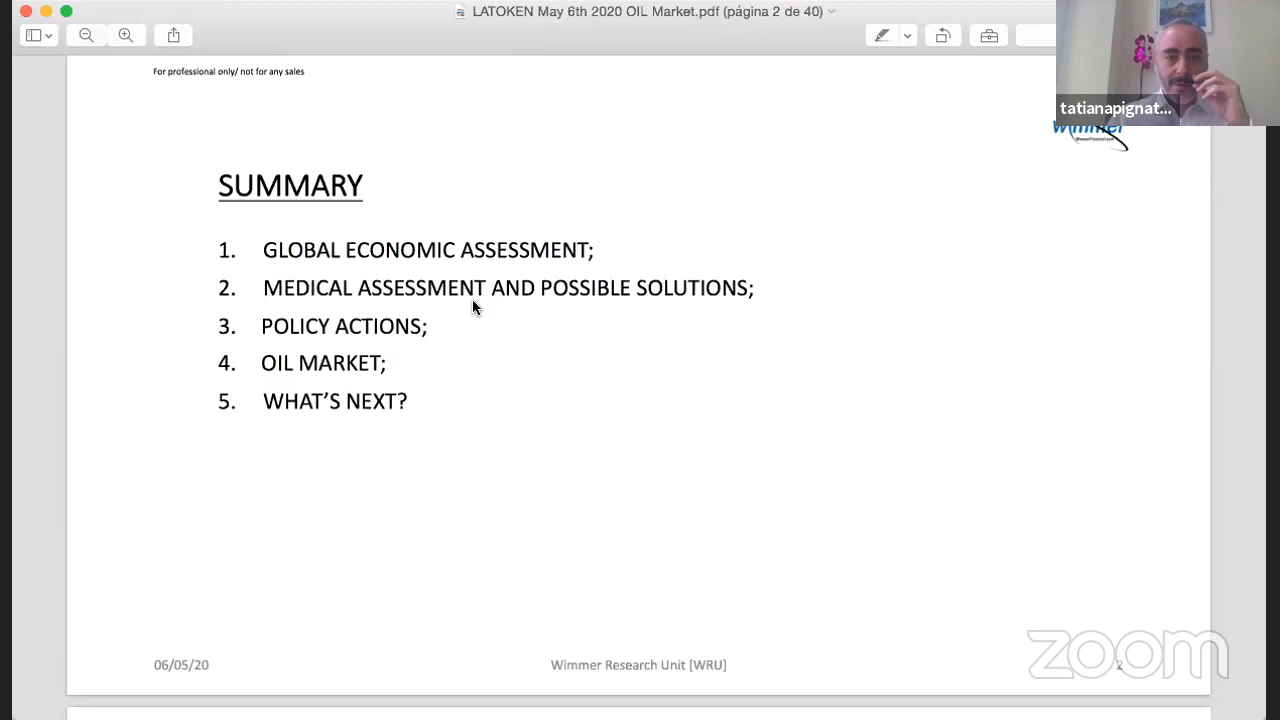 LATOKEN May 6th 2020 OIL Market.pdf (página 2 de 40)
For professional only/ not for any sales
tatianapignat...
wimmer
SUMMARY
1. GLOBAL ECONOMIC ASSESSMENT;
2. MEDICAL ASSESSMENT AND POSSIBLE SOLUTIONS;
3. POLICY ACTIONS;
4. OIL MARKET;
5. WHAT'S NEXT?
06/05/20 Wimmer Research Unit [WRU] 2
zoom